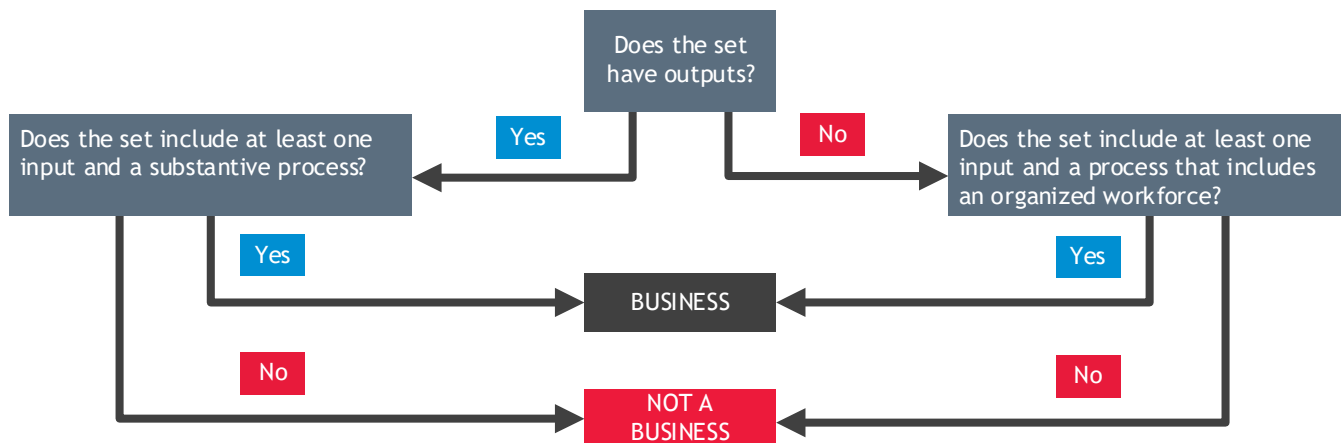 Does the set
have outputs?
Yes
No
Does the set include at least one
input and a substantive process?
Does the set include at least one
input and a process that includes
an organized workforce?
Yes
Yes
BUSINESS
No
No
NOT A
BUSINESS